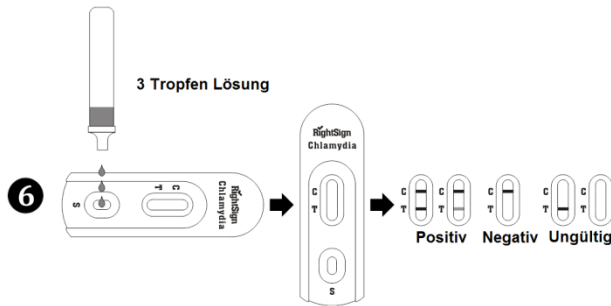 3 Tropfen Lösung
6
S
T
C
RightSign
Chlamydia
RightSign
Chlamydia
C
T
S
C
T
C
T
C
T
C
T
C
T
Positiv
Negativ
Ungültig